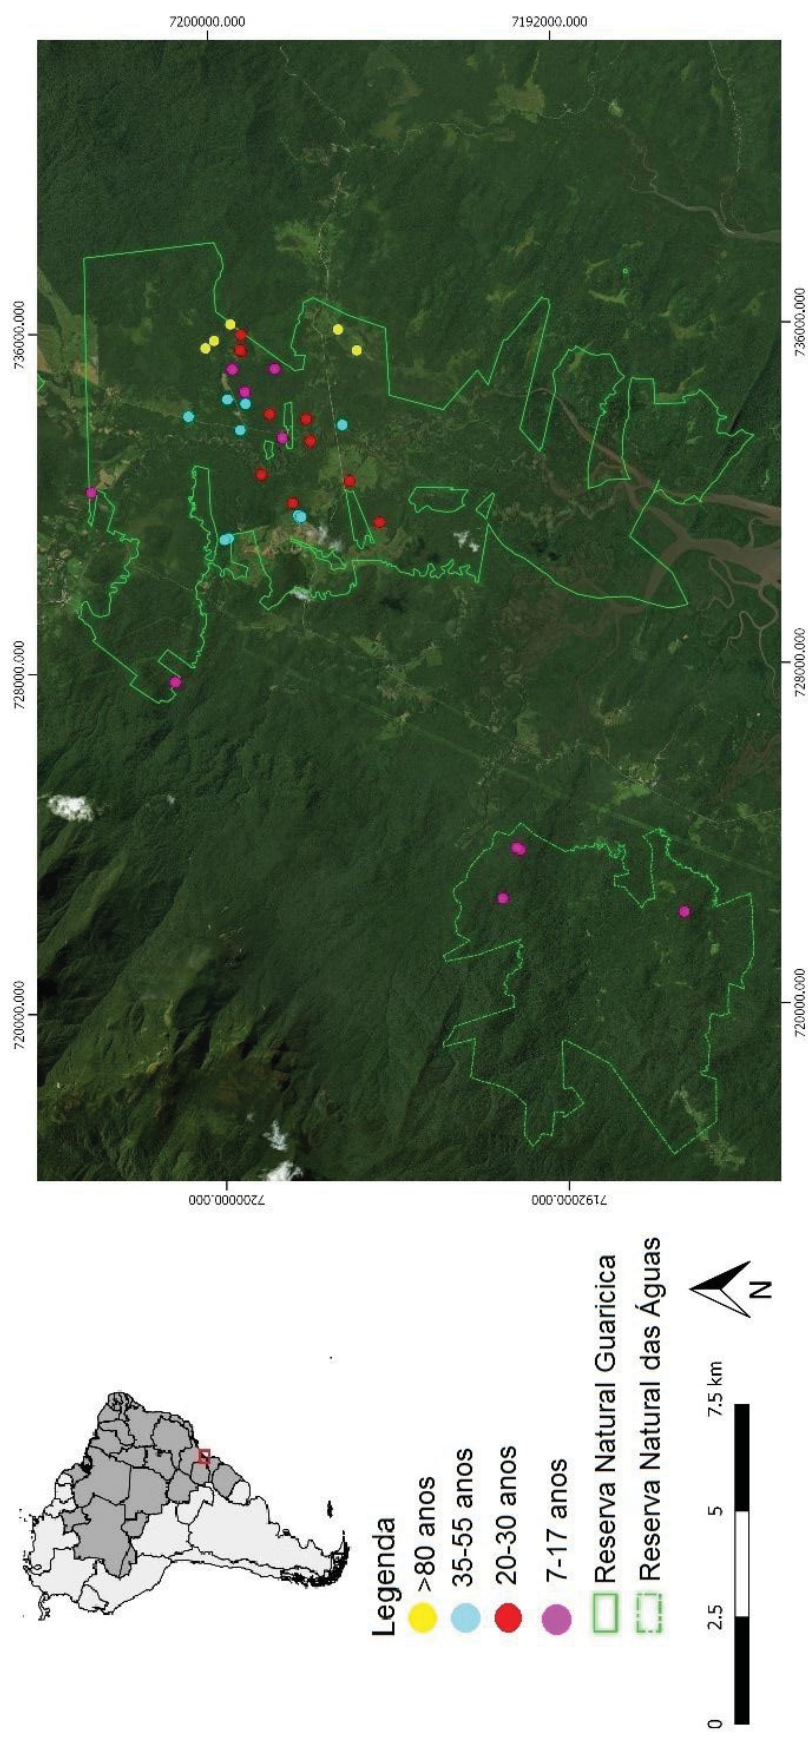 7200000.000
7192000.000
736000.000
736000.000
728000.000
728000.000
720000.000
720000.000
7200000.000
7192000.000
Legenda
>80 anos
35-55 anos
20-30 anos
7-17 anos
Reserva Natural Guaricica
Reserva Natural das Águas
N
0 2.5 5 7.5 km